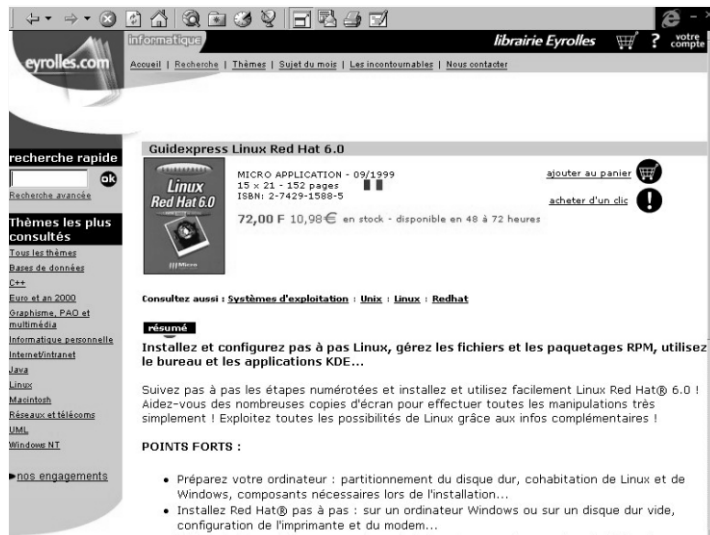 informatique
librairie Eyrolles
?
votre compte
eyrolles.com
Accueil | Recherche | Thèmes | Sujet du mois | Les incontournables | Nous contacter
recherche rapide
ok
Recherche avancée
Thèmes les plus
consultés
Tous les thèmes
Bases de données
C++
Euro et an 2000
Graphisme, PAO et
multimédia
Informatique personnelle
Internet/intranet
Java
Linux
Macintosh
Réseaux et télécoms
UML
Windows NT
nos engagements
Guidexpress Linux Red Hat 6.0
Linux
Red Hat 6.0
Micro
MICRO APPLICATION - 09/1999
15 x 21 - 152 pages
ISBN: 2-7429-1588-5
72,00 F 10,98€ en stock - disponible en 48 à 72 heures
ajouter au panier
acheter d'un clic
!
Consultez aussi : Systèmes d'exploitation : Unix : Linux : Redhat
résumé
Installez et configurez pas à pas Linux, gérez les fichiers et les paquetages RPM, utilisez
le bureau et les applications KDE...
Suivez pas à pas les étapes numérotées et installez et utilisez facilement Linux Red Hat® 6.0 !
Aidez-vous des nombreuses copies d'écran pour effectuer toutes les manipulations très
simplement ! Exploitez toutes les possibilités de Linux grâce aux infos complémentaires !
POINTS FORTS :
• Préparez votre ordinateur : partitionnement du disque dur, cohabitation de Linux et de
Windows, composants nécessaires lors de l'installation...
• Installez Red Hat® pas à pas : sur un ordinateur Windows ou sur un disque dur vide,
configuration de l'imprimante et du modem...